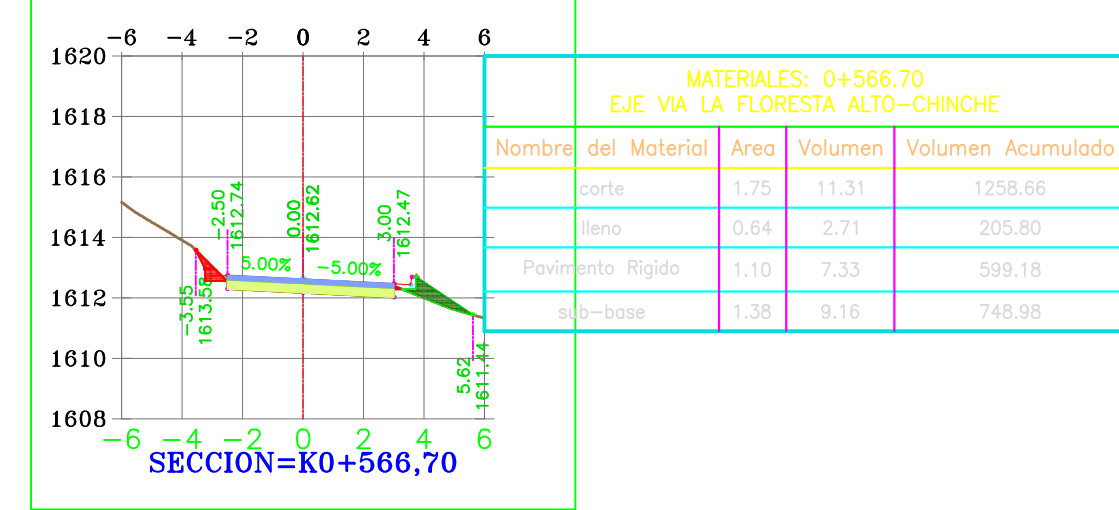 −6 −4 −2 0 2 4 6
1620
1618
1616
1614
1612
1610
1608
−2.50
1612.74
0.00
1612.62
3.00
1612.47
5.00%
−5.00%
−3.55
1613.58
5.62
1611.44
−6 −4 −2 0 2 4 6
SECCION=K0+566,70
MATERIALES: 0+566.70
EJE VIA LA FLORESTA ALTO−CHINCHE
Nombre del Material Area Volumen Volumen Acumulado
corte 1.75 11.31 1258.66
lleno 0.64 2.71 205.80
Pavimento Rigido 1.10 7.33 599.18
sub−base 1.38 9.16 748.98